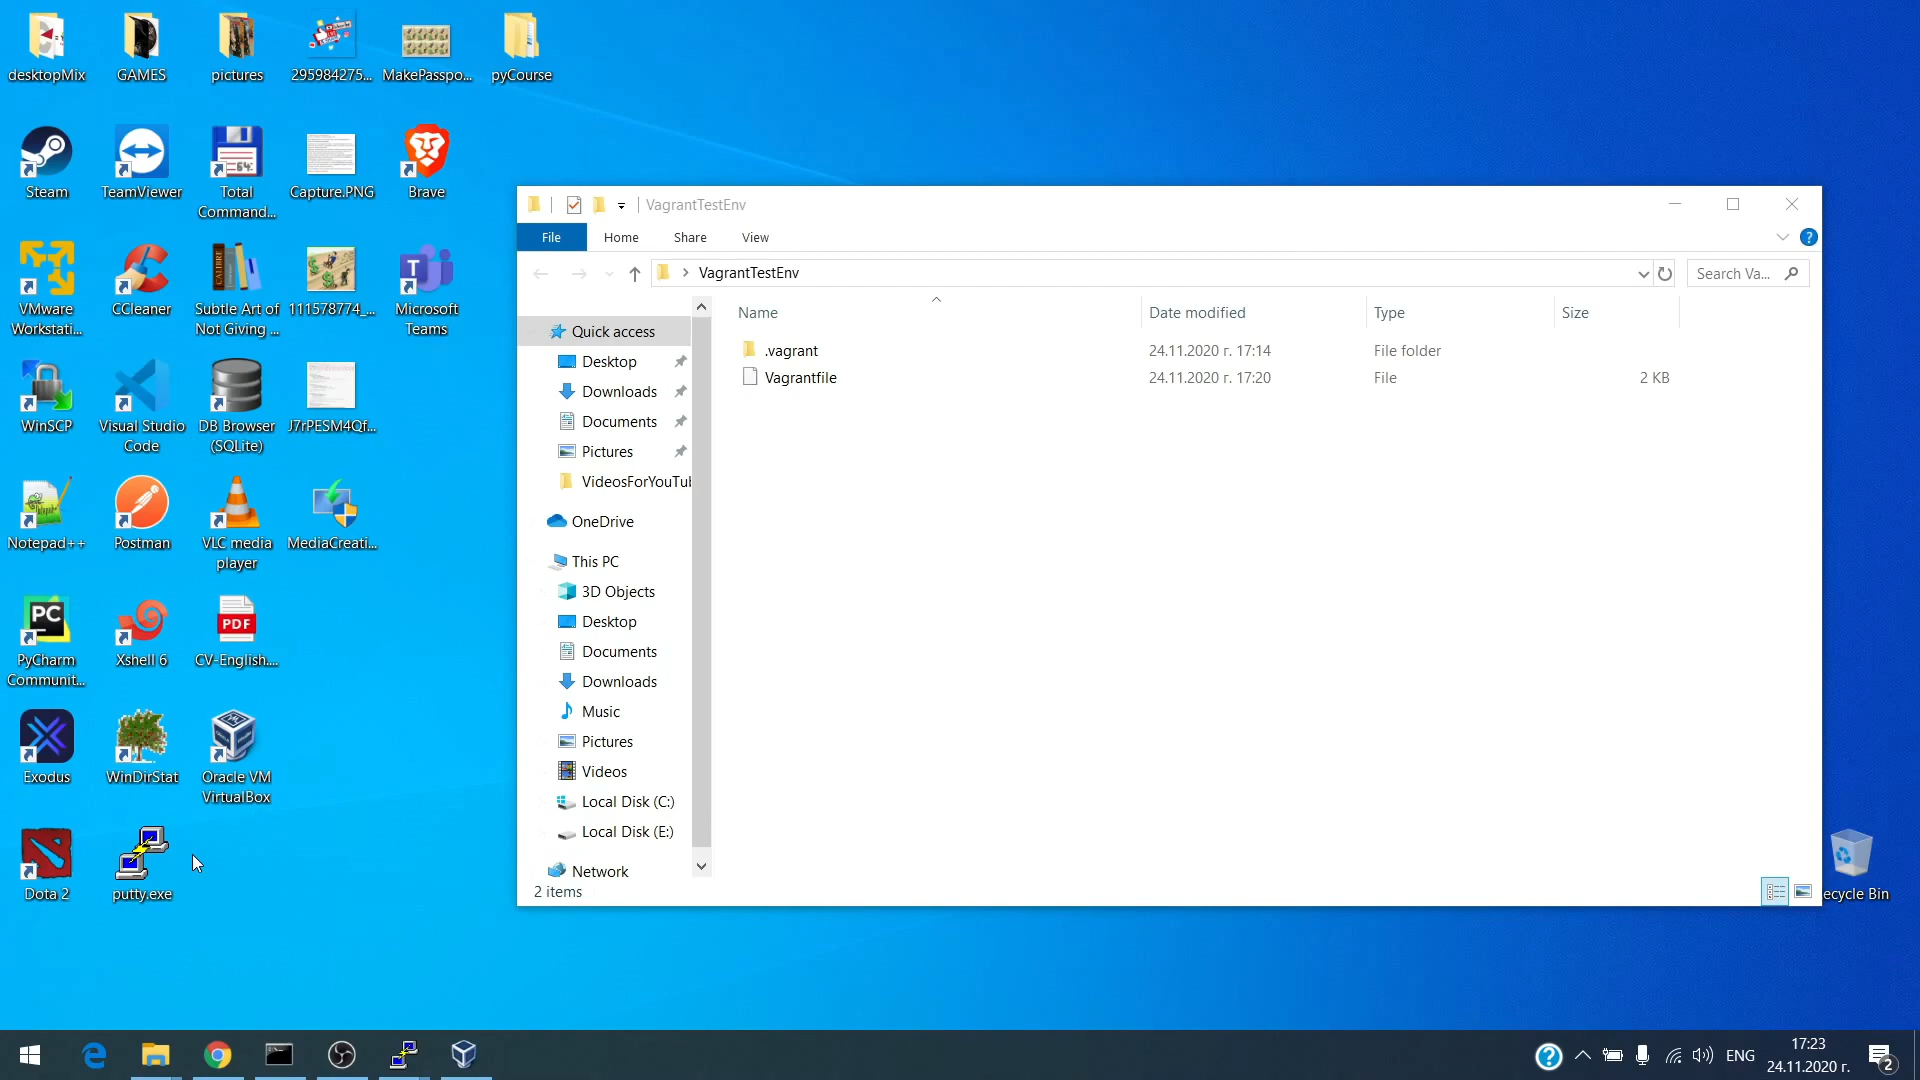 desktopMix
GAMES
pictures
295984275...
MakePasspo...
pyCourse
Steam
TeamViewer
Total
Command...
Capture.PNG
Brave
VMware
Workstati...
CCleaner
Subtle Art of
Not Giving ...
111578774_...
Microsoft
Teams
WinSCP
Visual Studio
Code
DB Browser
(SQLite)
J7rPESM4Qf...
Notepad++
Postman
VLC media
player
MediaCreati...
PyCharm
Communit...
Xshell 6
PDF
CV-English....
Exodus
WinDirStat
Oracle VM
VirtualBox
Dota 2
putty.exe
VagrantTestEnv
File
Home
Share
View
VagrantTestEnv
Search Va...
Name
Date modified
Type
Size
.vagrant
24.11.2020 г. 17:14
File folder
Vagrantfile
24.11.2020 г. 17:20
File
2 KB
Quick access
Desktop
Downloads
Documents
Pictures
VideosForYouTub
OneDrive
This PC
3D Objects
Desktop
Documents
Downloads
Music
Pictures
Videos
Local Disk (C:)
Local Disk (E:)
Network
2 items
ecycle Bin
ENG
17:23
24.11.2020 г.
2